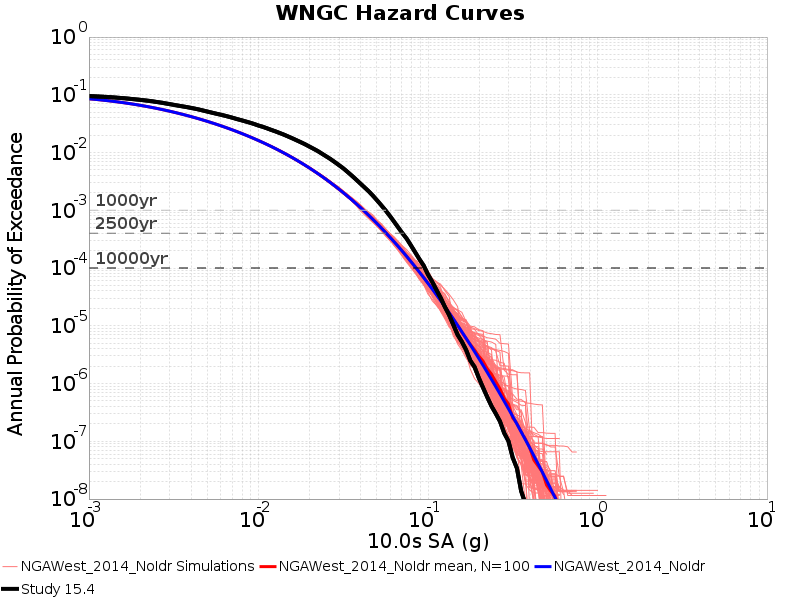 WNGC Hazard Curves
Annual Probability of Exceedance
10^0
10^-1
10^-2
10^-3
10^-4
10^-5
10^-6
10^-7
10^-8
1000yr
2500yr
10000yr
10^-3 10^-2 10^-1 10^0 10^1
10.0s SA (g)
NGAWest_2014_NoIdr Simulations NGAWest_2014_NoIdr mean, N=100 NGAWest_2014_NoIdr
Study 15.4